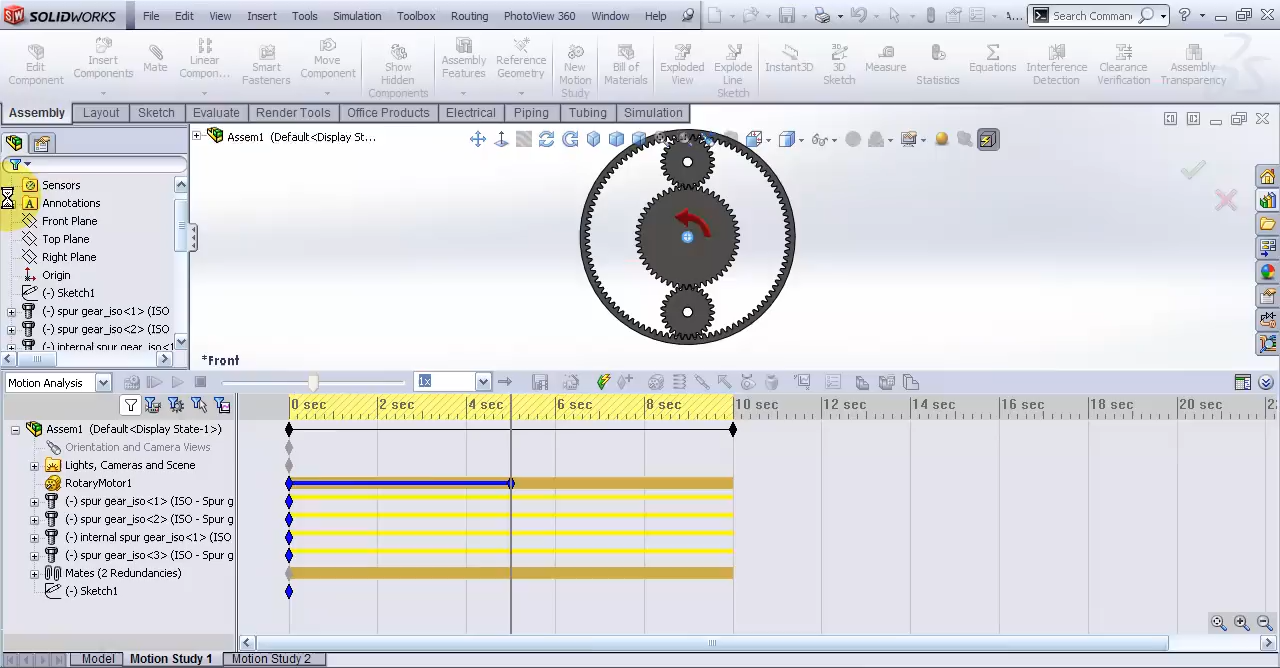 SOLIDWORKS File Edit View Insert Tools Simulation Toolbox Routing PhotoView 360 Window Help A... Search Comman
Edit Component
Insert Components
Mate
Linear Compon...
Smart Fasteners
Move Component
Show Hidden Components
Assembly Features
Reference Geometry
New Motion Study
Bill of Materials
Exploded View
Explode Line Sketch
Instant3D
3D Sketch
Measure
Statistics
Equations
Interference Detection
Clearance Verification
Assembly Transparency
Assembly Layout Sketch Evaluate Render Tools Office Products Electrical Piping Tubing Simulation
Assem1 (Default<Display St...
Sensors
Annotations
Front Plane
Top Plane
Right Plane
Origin
(-) Sketch1
(-) spur gear_iso<1> (ISO
(-) spur gear_iso<2> (ISO
(-) internal spur gear_iso<1
*Front
Motion Analysis 1x
0 sec 2 sec 4 sec 6 sec 8 sec 10 sec 12 sec 14 sec 16 sec 18 sec 20 sec 22
Assem1 (Default<Display State-1>)
Orientation and Camera Views
Lights, Cameras and Scene
RotaryMotor1
(-) spur gear_iso<1> (ISO - Spur g
(-) spur gear_iso<2> (ISO - Spur g
(-) internal spur gear_iso<1> (ISO
(-) spur gear_iso<3> (ISO - Spur g
Mates (2 Redundancies)
(-) Sketch1
Model Motion Study 1 Motion Study 2